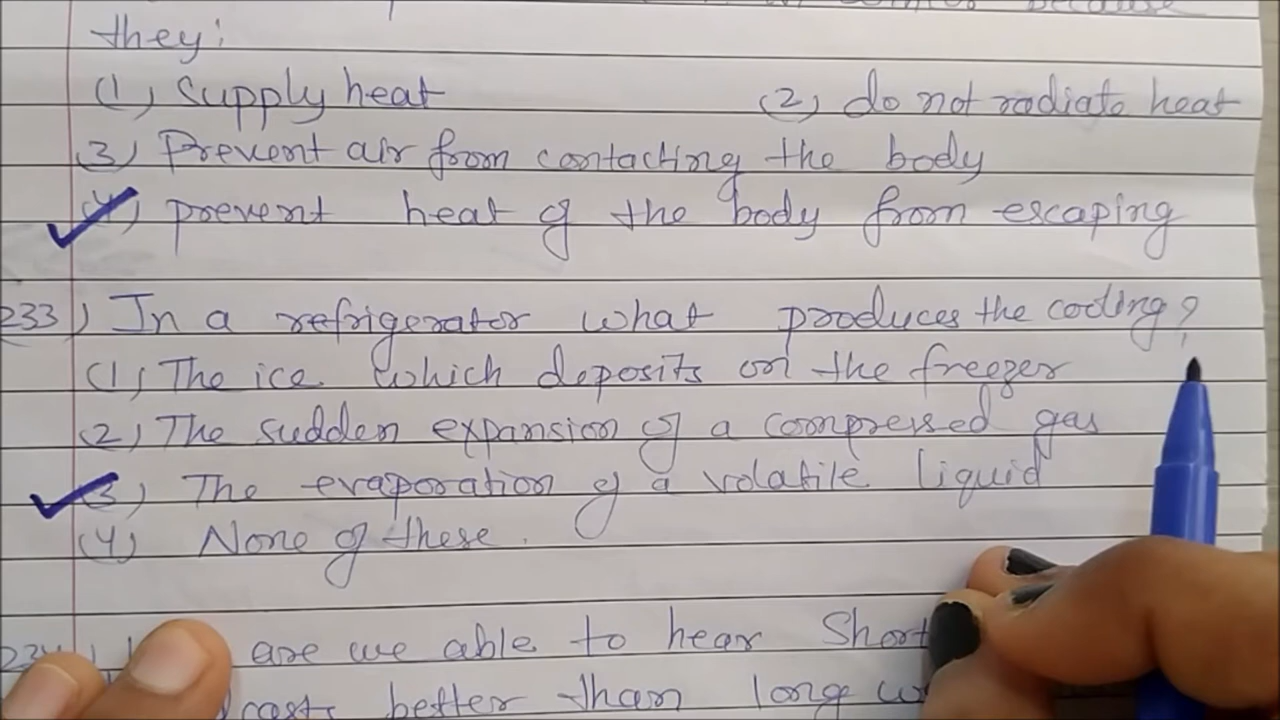 because
they:
(1) Supply heat (2) do not radiate heat
(3) Prevent air from contacting the body
(4) prevent heat of the body from escaping
233) In a refrigerator what produces the cooling?
(1) The ice which deposits on the freezer
(2) The sudden expansion of a compressed gas
(3) The evaporation of a volatile liquid
(4) None of these.
are we able to hear Short
better than long